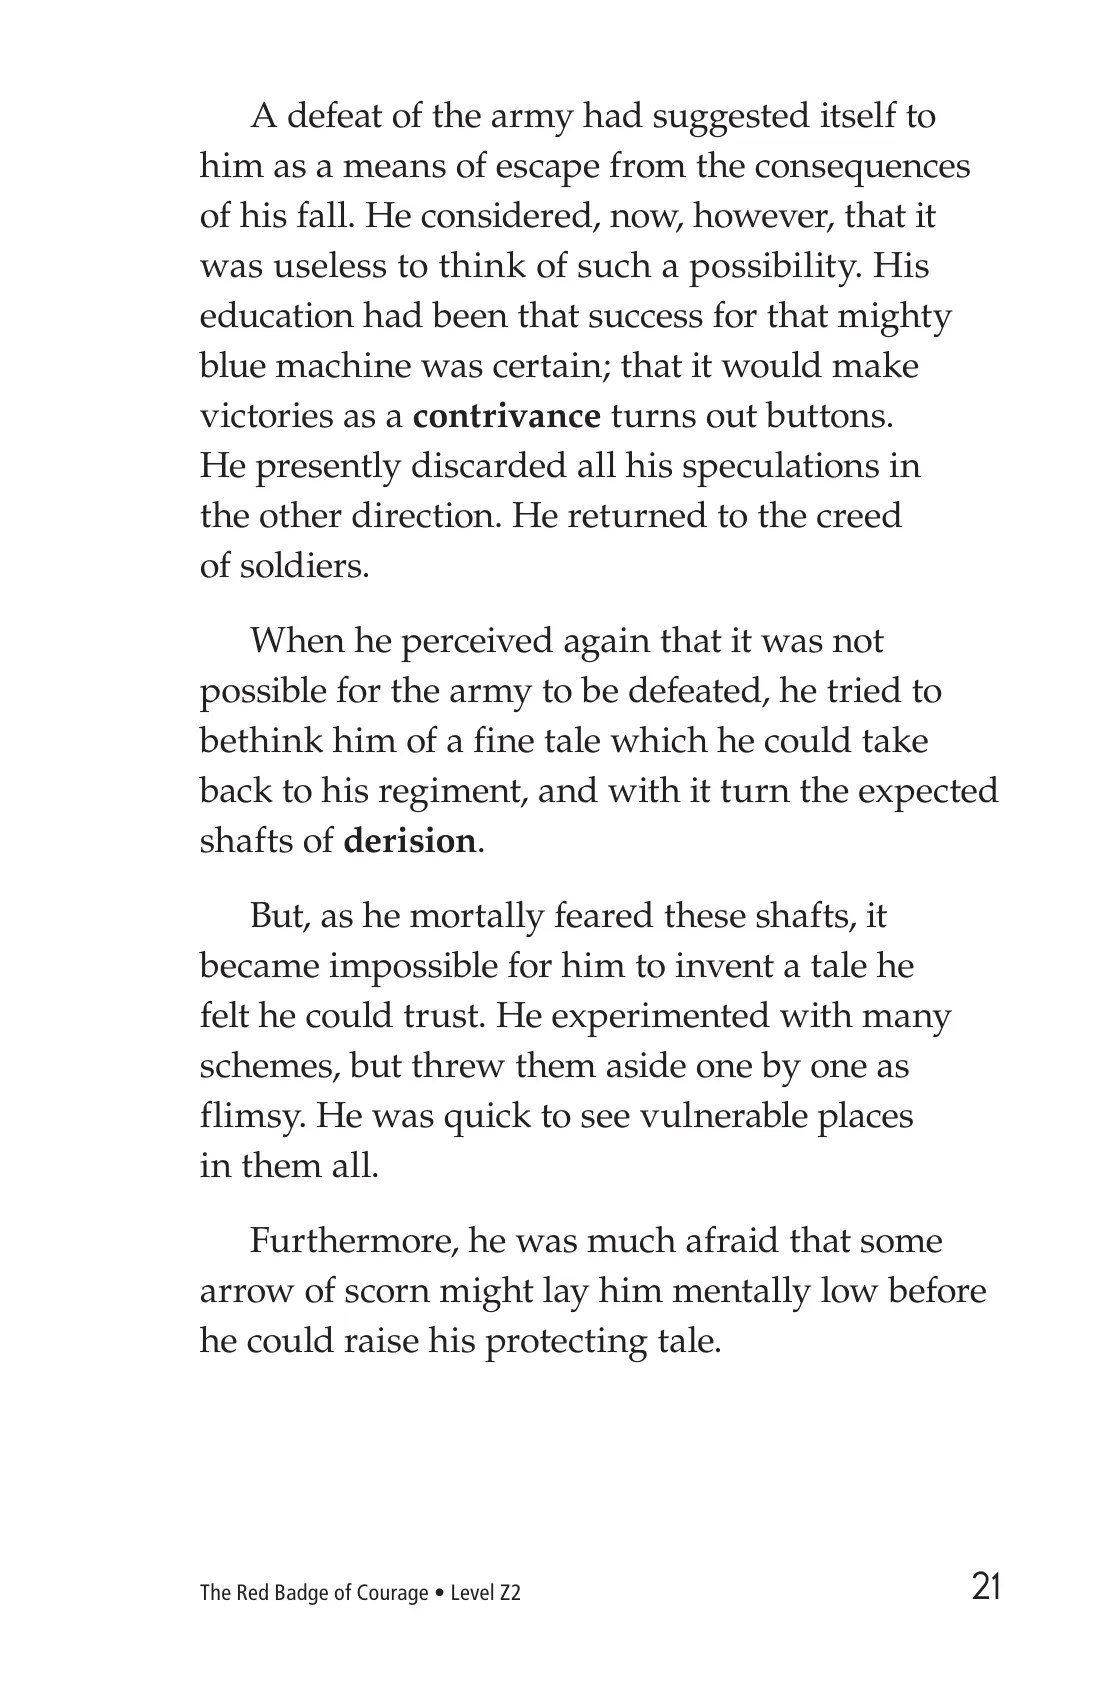 A defeat of the army had suggested itself to
him as a means of escape from the consequences
of his fall. He considered, now, however, that it
was useless to think of such a possibility. His
education had been that success for that mighty
blue machine was certain; that it would make
victories as a contrivance turns out buttons.
He presently discarded all his speculations in
the other direction. He returned to the creed
of soldiers.
When he perceived again that it was not
possible for the army to be defeated, he tried to
bethink him of a fine tale which he could take
back to his regiment, and with it turn the expected
shafts of derision.
But, as he mortally feared these shafts, it
became impossible for him to invent a tale he
felt he could trust. He experimented with many
schemes, but threw them aside one by one as
flimsy. He was quick to see vulnerable places
in them all.
Furthermore, he was much afraid that some
arrow of scorn might lay him mentally low before
he could raise his protecting tale.
The Red Badge of Courage • Level Z2
21